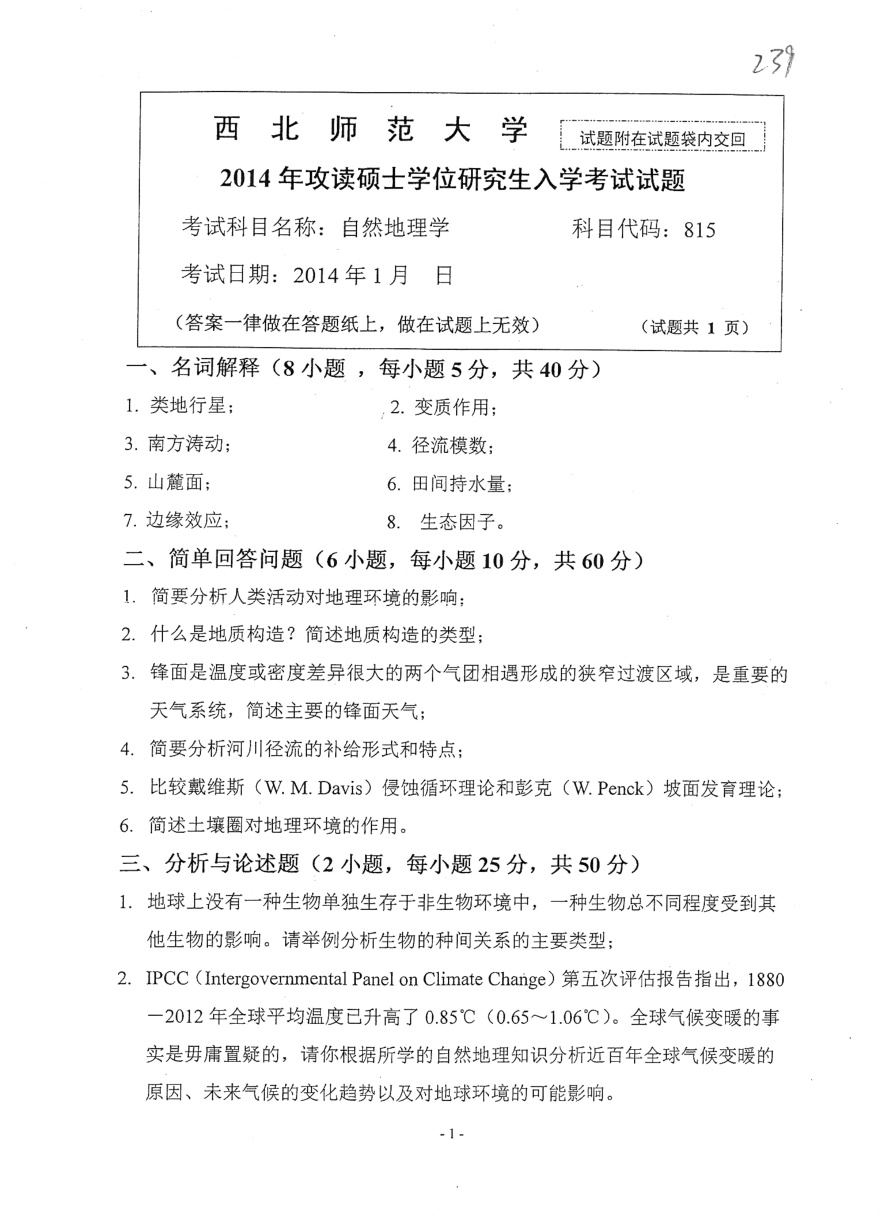 239
西 北 师 范 大 学 试题附在试题袋内交回
2014 年攻读硕士学位研究生入学考试试题
考试科目名称：自然地理学 科目代码：815
考试日期：2014 年 1 月 日
（答案一律做在答题纸上，做在试题上无效） （试题共 1 页）
一、名词解释（8 小题 ，每小题 5 分，共 40 分）
1. 类地行星； 2. 变质作用；
3. 南方涛动； 4. 径流模数；
5. 山麓面； 6. 田间持水量；
7. 边缘效应； 8. 生态因子。
二、简单回答问题（6 小题，每小题 10 分，共 60 分）
1. 简要分析人类活动对地理环境的影响；
2. 什么是地质构造？简述地质构造的类型；
3. 锋面是温度或密度差异很大的两个气团相遇形成的狭窄过渡区域，是重要的
天气系统，简述主要的锋面天气；
4. 简要分析河川径流的补给形式和特点；
5. 比较戴维斯（W. M. Davis）侵蚀循环理论和彭克（W. Penck）坡面发育理论；
6. 简述土壤圈对地理环境的作用。
三、分析与论述题（2 小题，每小题 25 分，共 50 分）
1. 地球上没有一种生物单独生存于非生物环境中，一种生物总不同程度受到其
他生物的影响。请举例分析生物的种间关系的主要类型；
2. IPCC（Intergovernmental Panel on Climate Change）第五次评估报告指出，1880
－2012 年全球平均温度已升高了 0.85℃（0.65～1.06℃）。全球气候变暖的事
实是毋庸置疑的，请你根据所学的自然地理知识分析近百年全球气候变暖的
原因、未来气候的变化趋势以及对地球环境的可能影响。
- 1 -